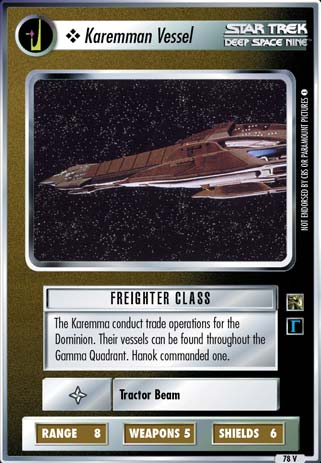 ❖ Karemman Vessel
STAR TREK
DEEP SPACE NINE™
NOT ENDORSED BY CBS OR PARAMOUNT PICTURES
FREIGHTER CLASS
The Karemma conduct trade operations for the
Dominion. Their vessels can be found throughout the
Gamma Quadrant. Hanok commanded one.
Γ
Tractor Beam
RANGE 8 WEAPONS 5 SHIELDS 6
78 V